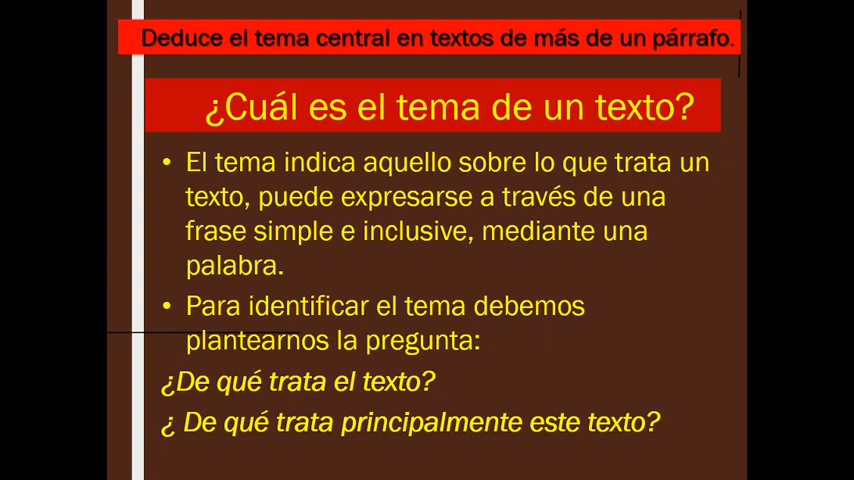 Deduce el tema central en textos de más de un párrafo.
¿Cuál es el tema de un texto?
• El tema indica aquello sobre lo que trata un
texto, puede expresarse a través de una
frase simple e inclusive, mediante una
palabra.
• Para identificar el tema debemos
plantearnos la pregunta:
¿De qué trata el texto?
¿ De qué trata principalmente este texto?